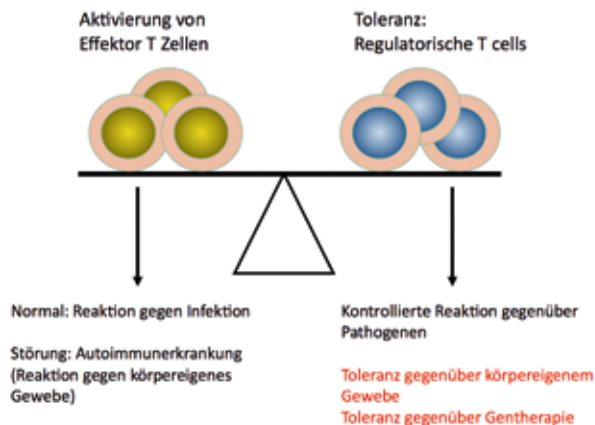 Aktivierung von
Effektor T Zellen
Toleranz:
Regulatorische T cells
Normal: Reaktion gegen Infektion
Störung: Autoimmunerkrankung
(Reaktion gegen körpereigenes
Gewebe)
Kontrollierte Reaktion gegenüber
Pathogenen
Toleranz gegenüber körpereigenem
Gewebe
Toleranz gegenüber Gentherapie